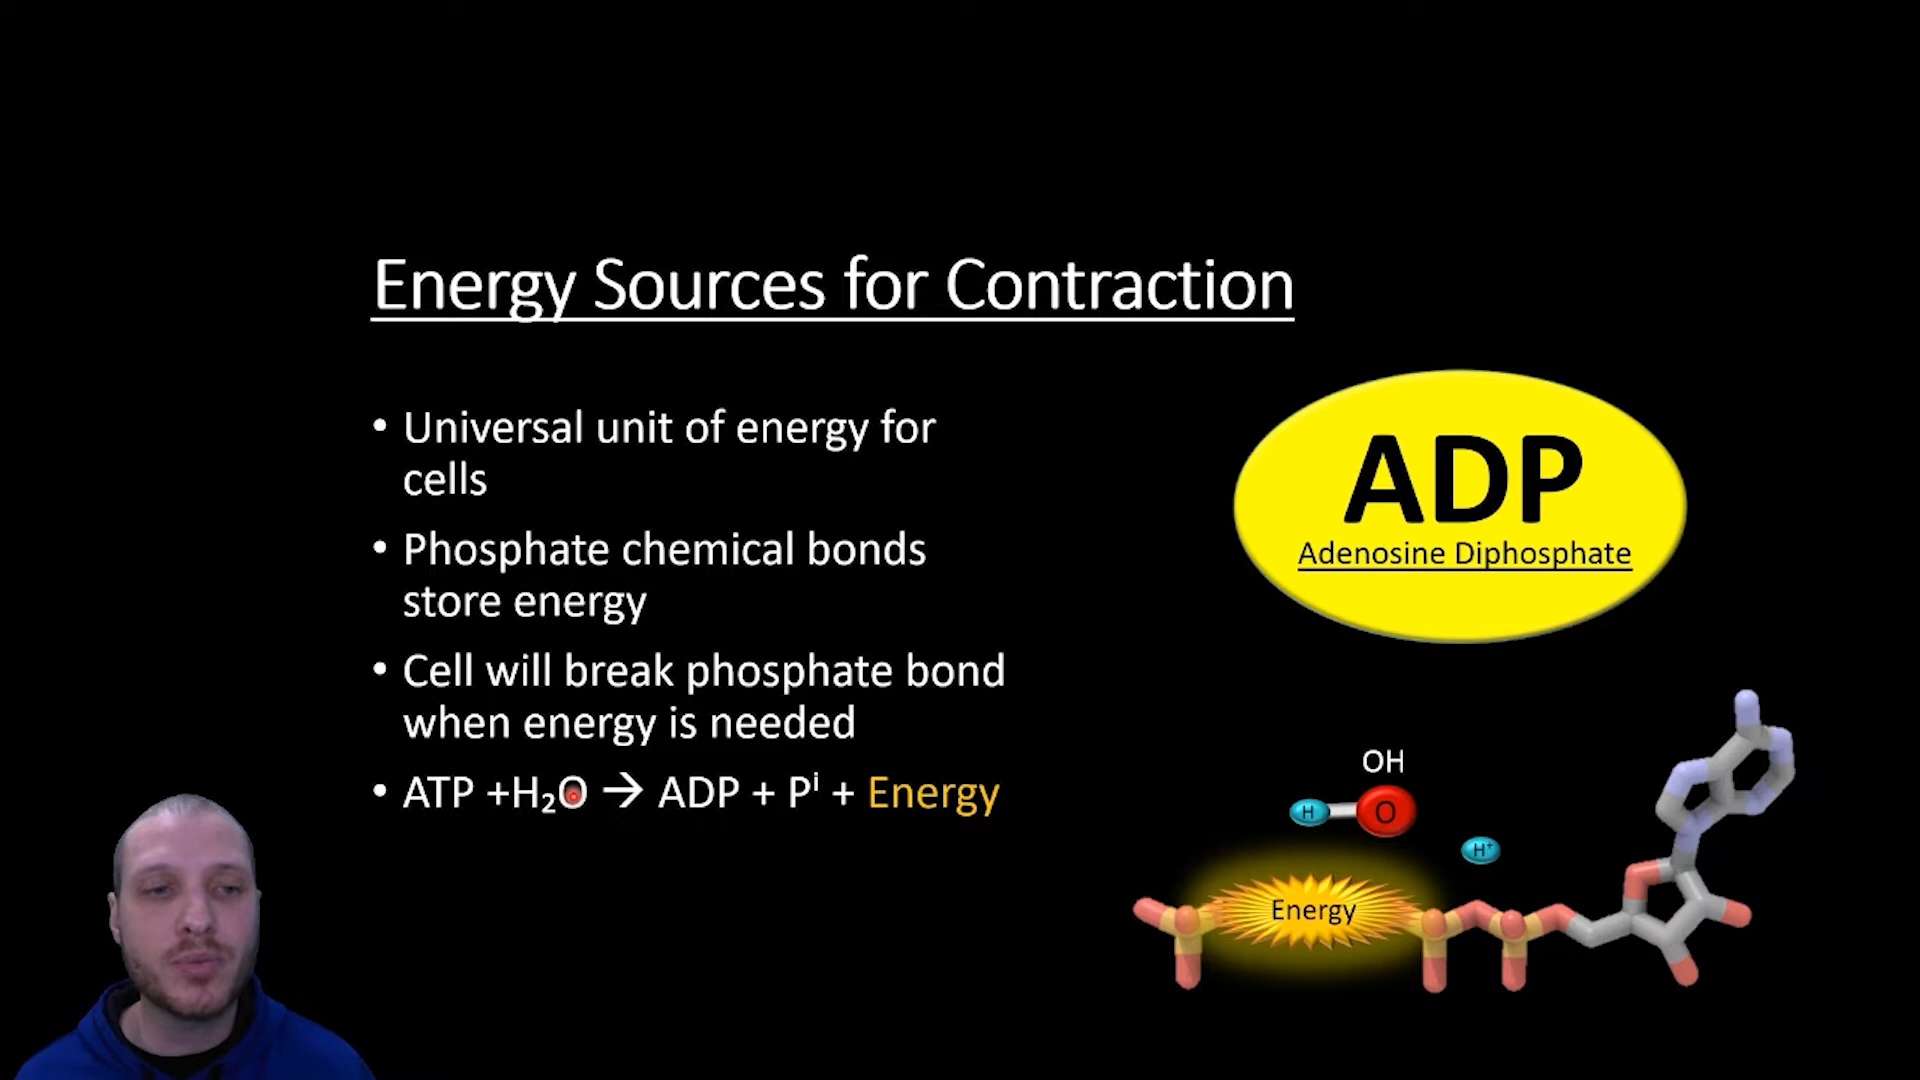 Energy Sources for Contraction
• Universal unit of energy for
cells
• Phosphate chemical bonds
store energy
• Cell will break phosphate bond
when energy is needed
• ATP +H₂O → ADP + Pⁱ + Energy
ADP
Adenosine Diphosphate
OH
H O
H⁺
Energy